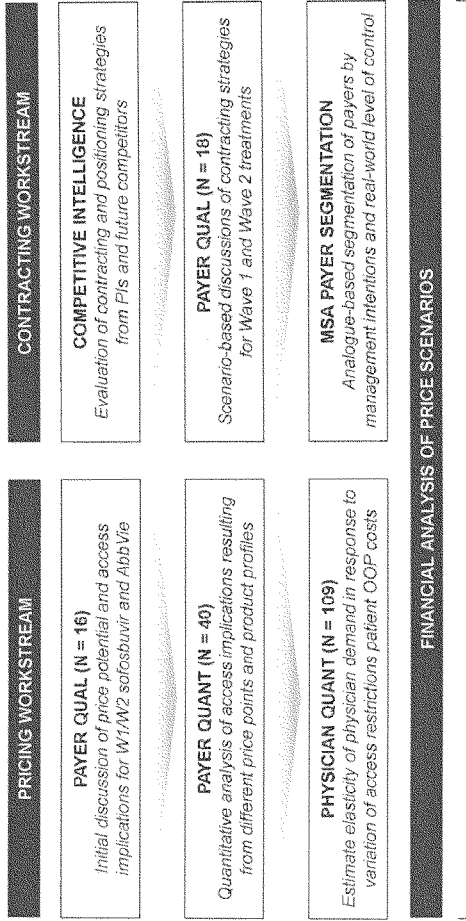 PRICING WORKSTREAM
PAYER QUAL (N = 16)
Initial discussion of price potential and access
implications for W1/W2 sofosbuvir and AbbVie
PAYER QUANT (N = 40)
Quantitative analysis of access implications resulting
from different price points and product profiles
PHYSICIAN QUANT (N = 109)
Estimate elasticity of physician demand in response to
variation of access restrictions patient OOP costs
CONTRACTING WORKSTREAM
COMPETITIVE INTELLIGENCE
Evaluation of contracting and positioning strategies
from PIs and future competitors
PAYER QUAL (N = 18)
Scenario-based discussions of contracting strategies
for Wave 1 and Wave 2 treatments
MSA PAYER SEGMENTATION
Analogue-based segmentation of payers by
management intentions and real-world level of control
FINANCIAL ANALYSIS OF PRICE SCENARIOS